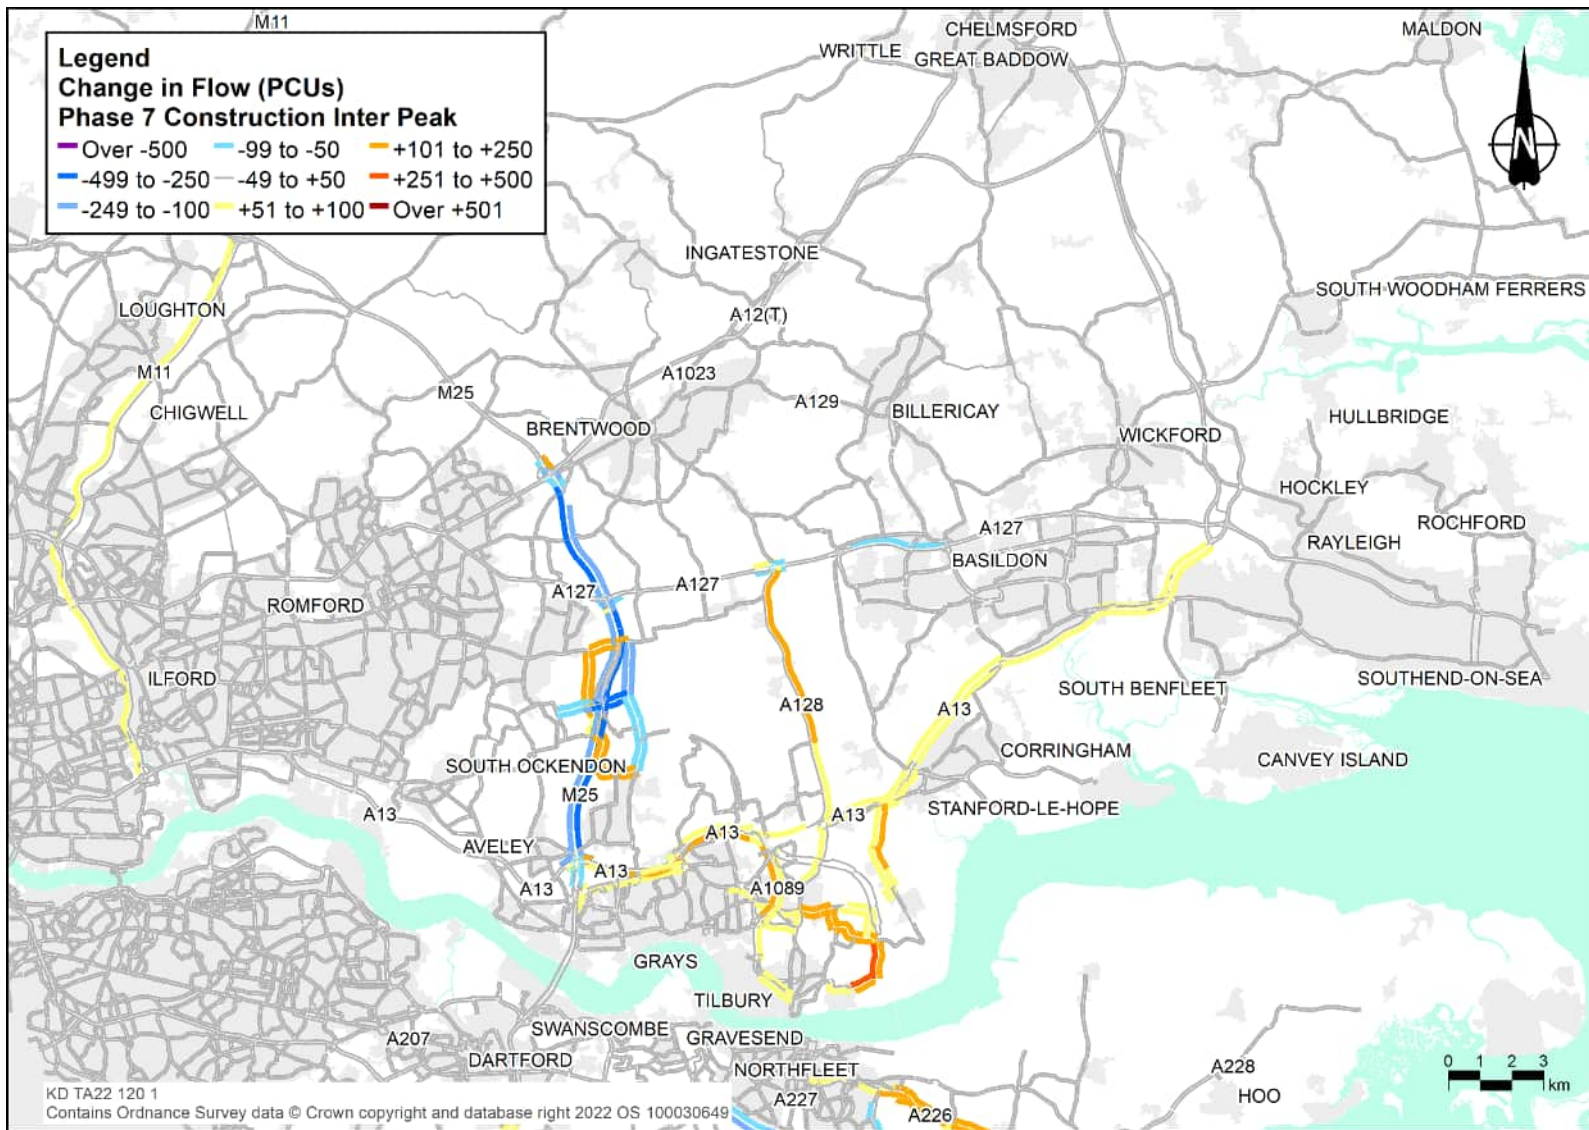 M11
CHELMSFORD
MALDON
WRITTLE
GREAT BADDOW
Legend
Change in Flow (PCUs)
Phase 7 Construction Inter Peak
Over -500 -99 to -50 +101 to +250
-499 to -250 -49 to +50 +251 to +500
-249 to -100 +51 to +100 Over +501
N
INGATESTONE
SOUTH WOODHAM FERRERS
LOUGHTON
A12(T)
M11
A1023
M25
A129
CHIGWELL
BILLERICAY
HULLBRIDGE
BRENTWOOD
WICKFORD
HOCKLEY
ROCHFORD
A127
RAYLEIGH
BASILDON
A127
A127
ROMFORD
ILFORD
SOUTH BENFLEET
SOUTHEND-ON-SEA
A128
A13
CORRINGHAM
CANVEY ISLAND
SOUTH OCKENDON
M25
STANFORD-LE-HOPE
A13
A13
A13
AVELEY
A13
A13
A1089
GRAYS
TILBURY
SWANSCOMBE
GRAVESEND
A207
DARTFORD
NORTHFLEET
A228
HOO
A227
A226
0 1 2 3
km
KD TA22 120 1
Contains Ordnance Survey data © Crown copyright and database right 2022 OS 100030649